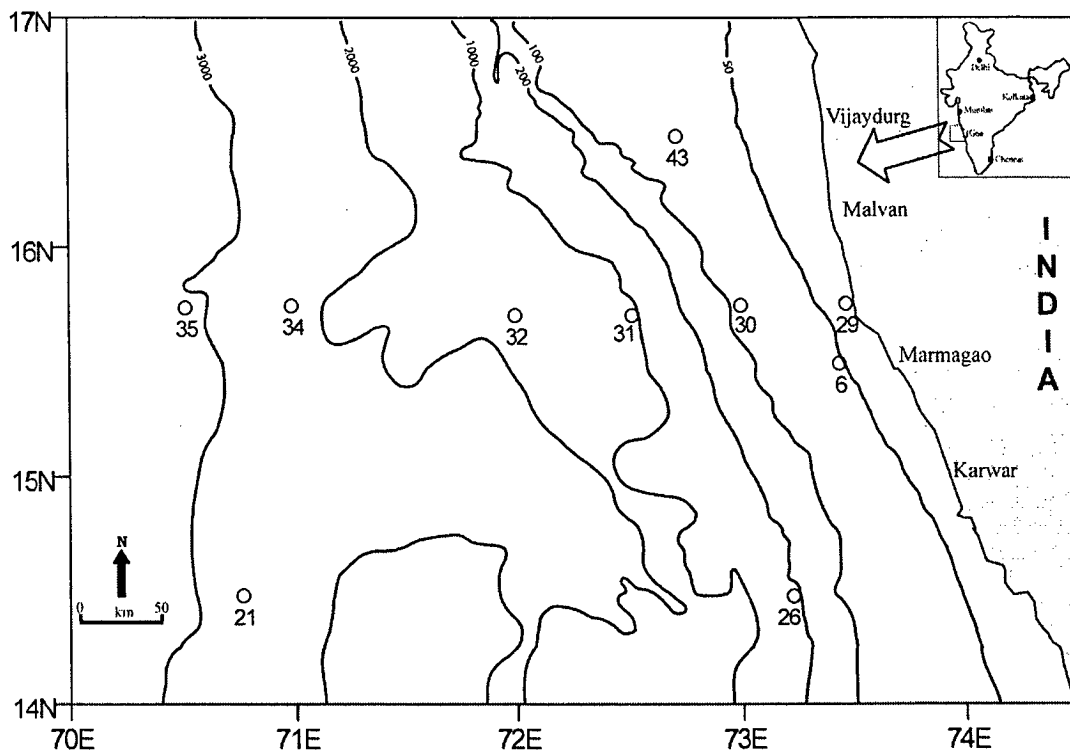 17N
16N
15N
14N
70E
71E
72E
73E
74E
3000
2000
1000
200
100
50
43
35
34
32
31
30
29
6
21
26
Vijaydurg
Malvan
Marmagao
Karwar
INDIA
N
0 km 50
Delhi
Kolkata
Mumbai
Goa
Chennai